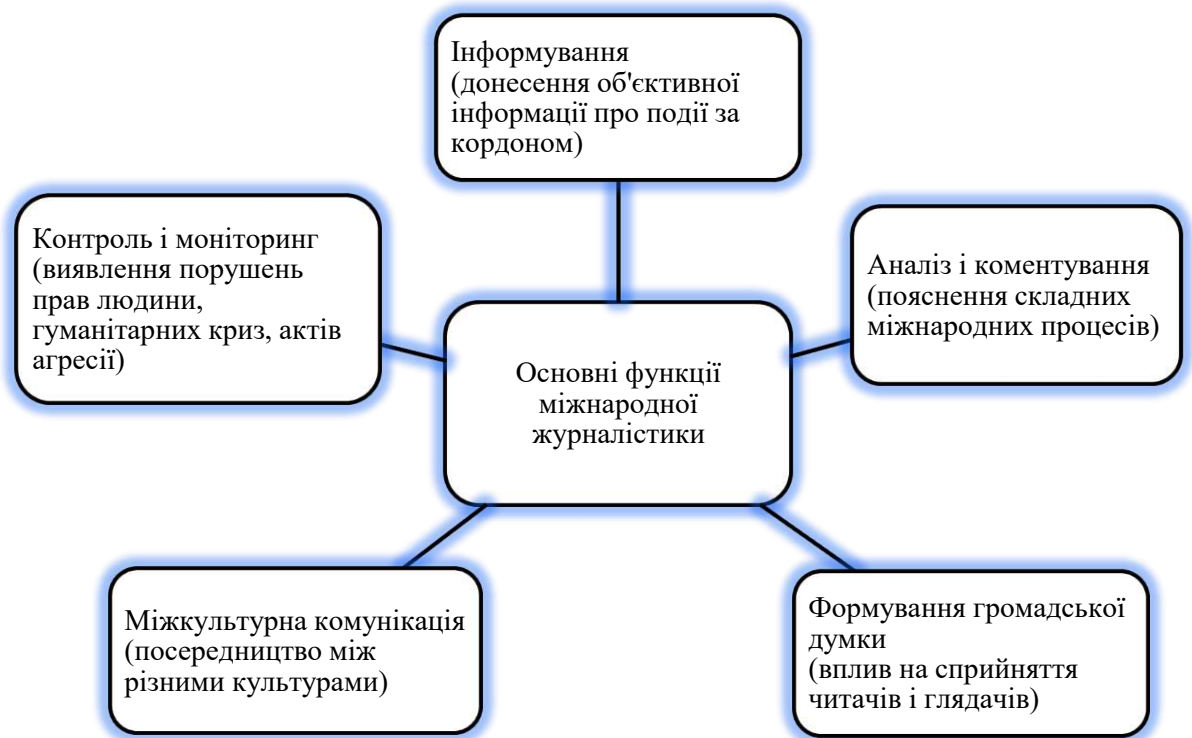 Інформування
(донесення об'єктивної
інформації про події за
кордоном)
Контроль і моніторинг
(виявлення порушень
прав людини,
гуманітарних криз, актів
агресії)
Аналіз і коментування
(пояснення складних
міжнародних процесів)
Основні функції
міжнародної
журналістики
Міжкультурна комунікація
(посередництво між
різними культурами)
Формування громадської
думки
(вплив на сприйняття
читачів і глядачів)